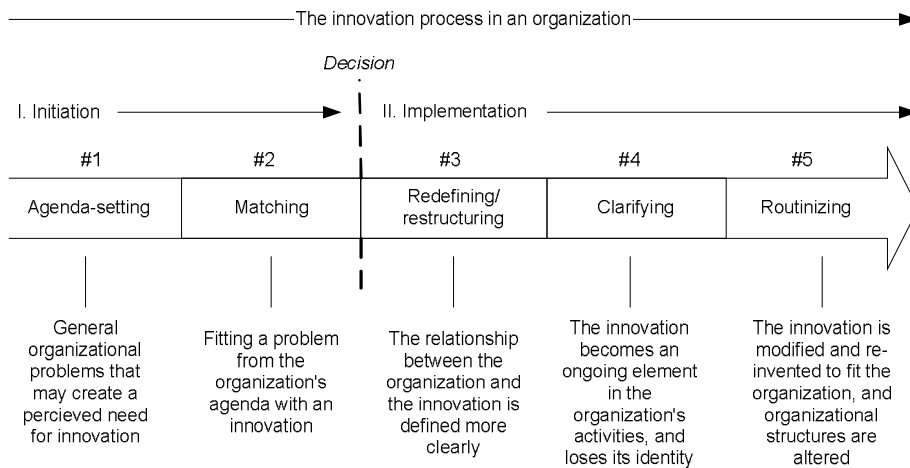 The innovation process in an organization
Decision
I. Initiation
II. Implementation
#1
#2
#3
#4
#5
Agenda-setting
Matching
Redefining/
restructuring
Clarifying
Routinizing
General
organizational
problems that
may create a
percieved need
for innovation
Fitting a problem
from the
organization's
agenda with an
innovation
The relationship
between the
organization and
the innovation is
defined more
clearly
The innovation
becomes an
ongoing element
in the
organization's
activities, and
loses its identity
The innovation is
modified and re-
invented to fit the
organization, and
organizational
structures are
altered